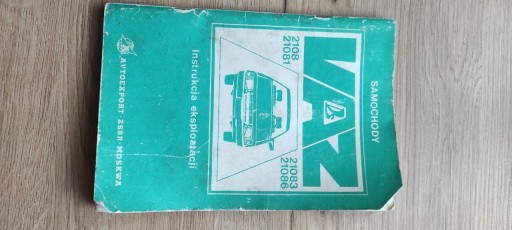 SAMOCHODY
VAZ
2108
21081
21083
21086
Instrukcja eksploatacji
AVTOEXPORT · ZSRR · MOSKWA